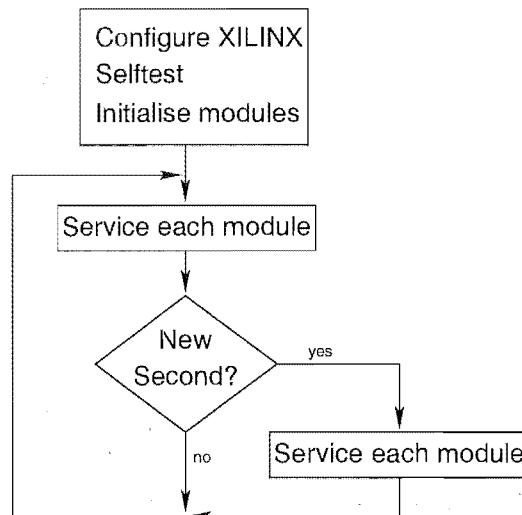 Configure XILINX
Selftest
Initialise modules
Service each module
New
Second?
yes
no
Service each module